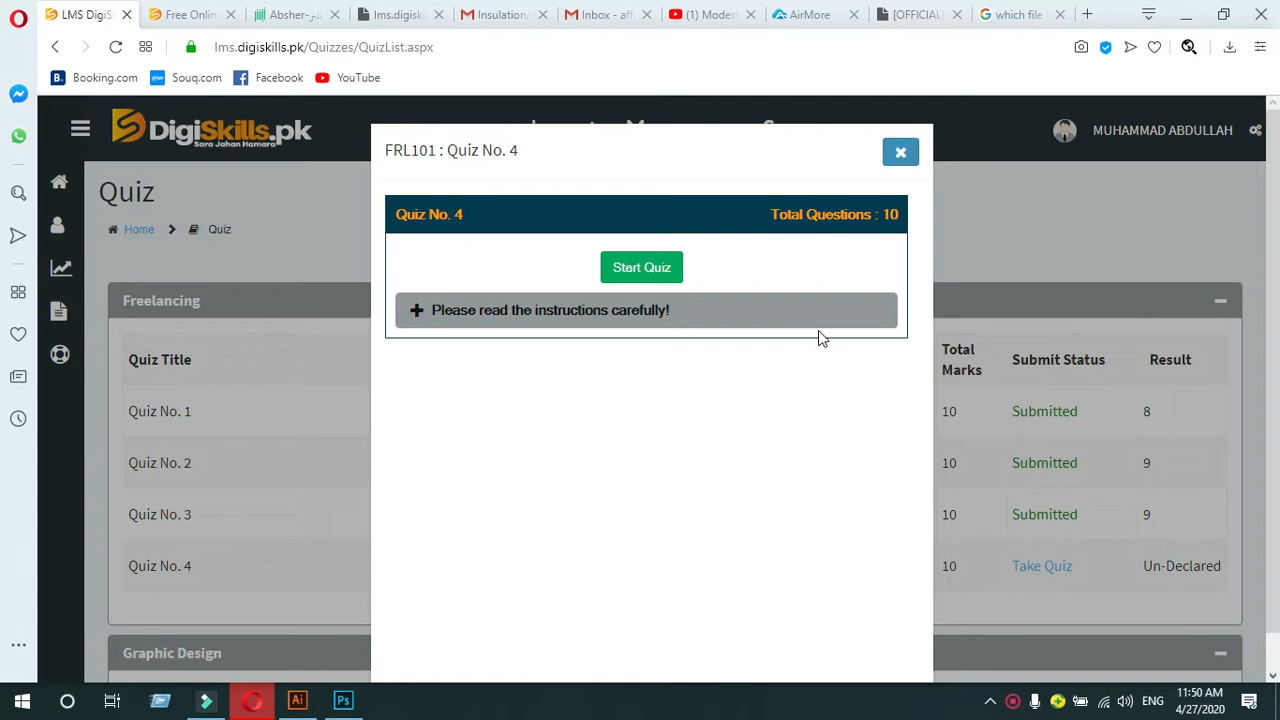 LMS DigiS
Free Onlin
Absher-أبشر
lms.digisk
Insulation/
Inbox - aff
(1) Modern
AirMore
[OFFICIAL]
which file
lms.digiskills.pk/Quizzes/QuizList.aspx
B. Booking.com
Souq.com
Facebook
YouTube
DigiSkills.pk
Sara Jahan Hamara
MUHAMMAD ABDULLAH
FRL101 : Quiz No. 4
Quiz
Home
Quiz
Quiz No. 4
Total Questions : 10
Start Quiz
Please read the instructions carefully!
Freelancing
Quiz Title
Total Marks
Submit Status
Result
Quiz No. 1
10
Submitted
8
Quiz No. 2
10
Submitted
9
Quiz No. 3
10
Submitted
9
Quiz No. 4
10
Take Quiz
Un-Declared
Graphic Design
Ai
Ps
ENG
11:50 AM
4/27/2020